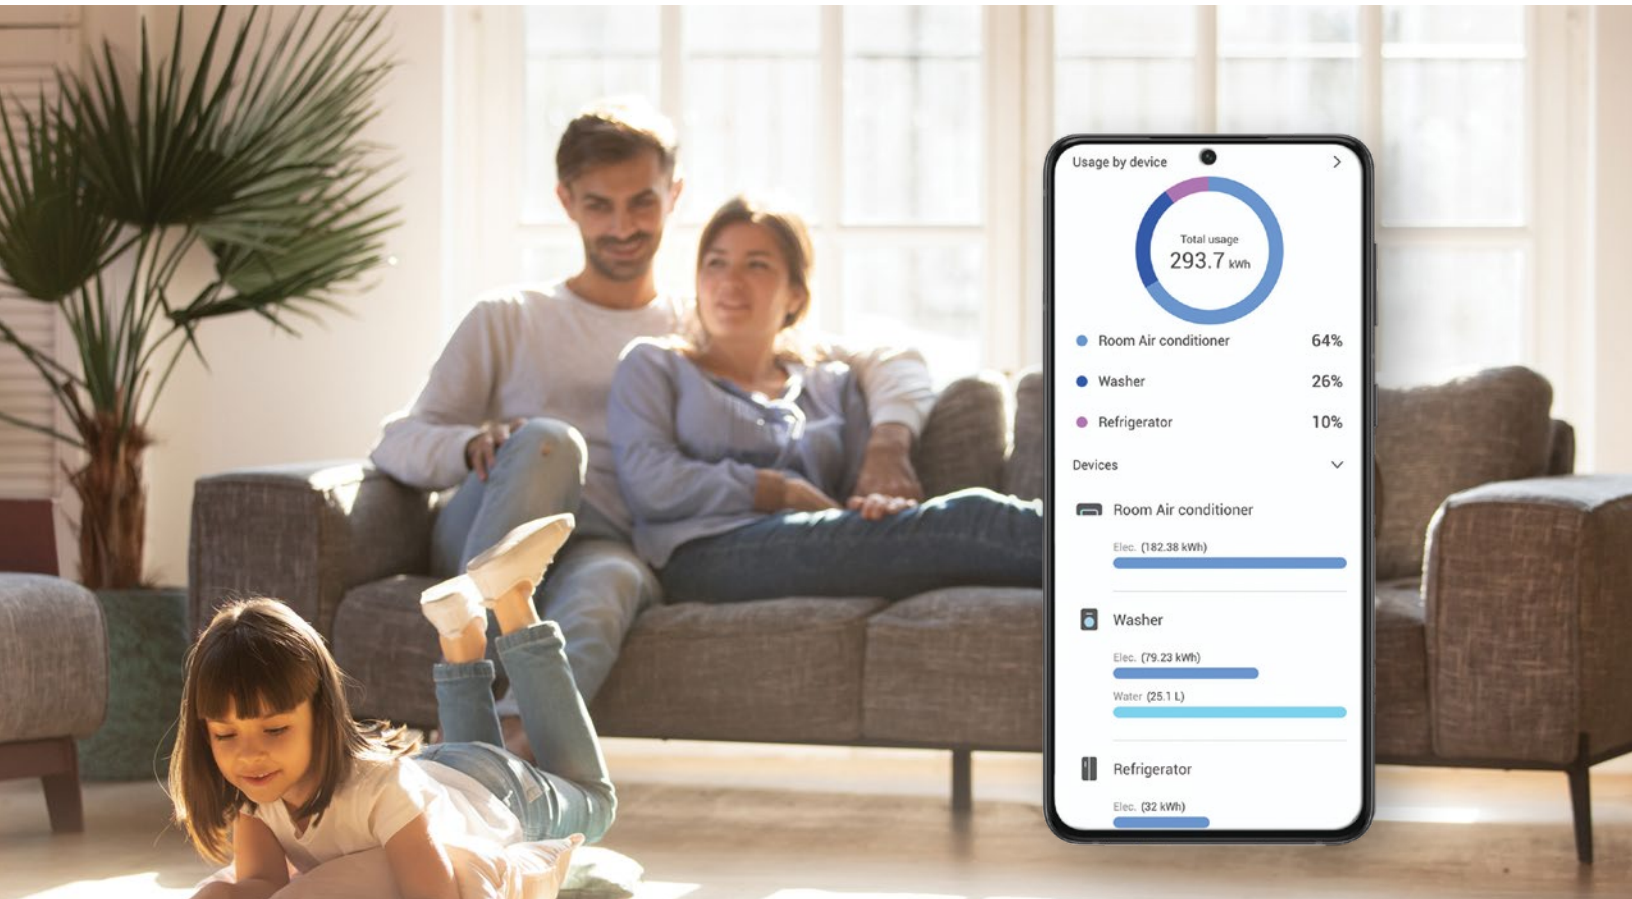 Usage by device
Total usage
293.7 kWh
Room Air conditioner 64%
Washer 26%
Refrigerator 10%
Devices
Room Air conditioner
Elec. (182.38 kWh)
Washer
Elec. (79.23 kWh)
Water (25.1 L)
Refrigerator
Elec. (32 kWh)